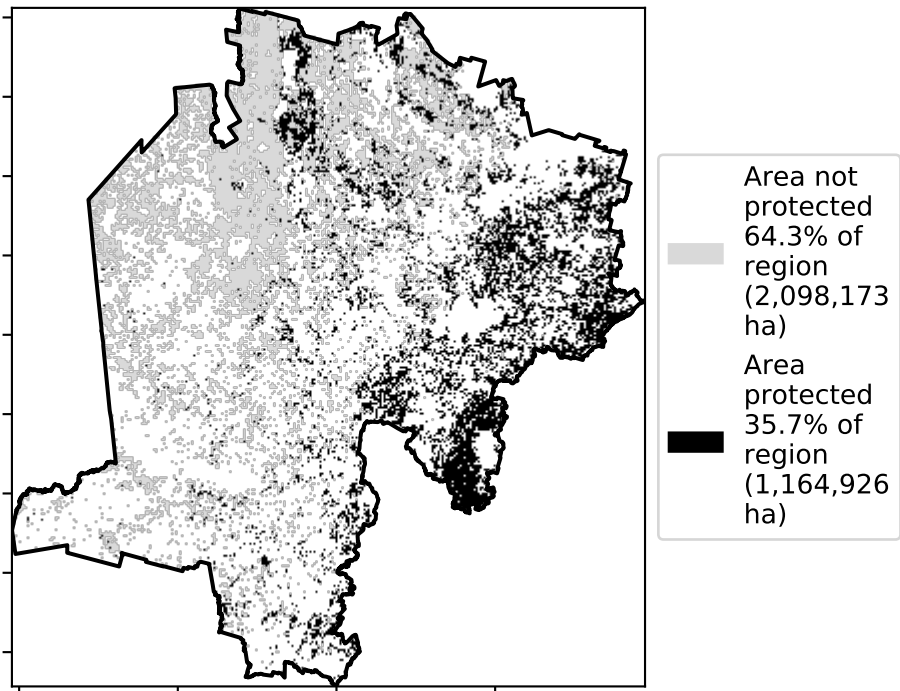 Area not
protected
64.3% of
region
(2,098,173
ha)
Area
protected
35.7% of
region
(1,164,926
ha)